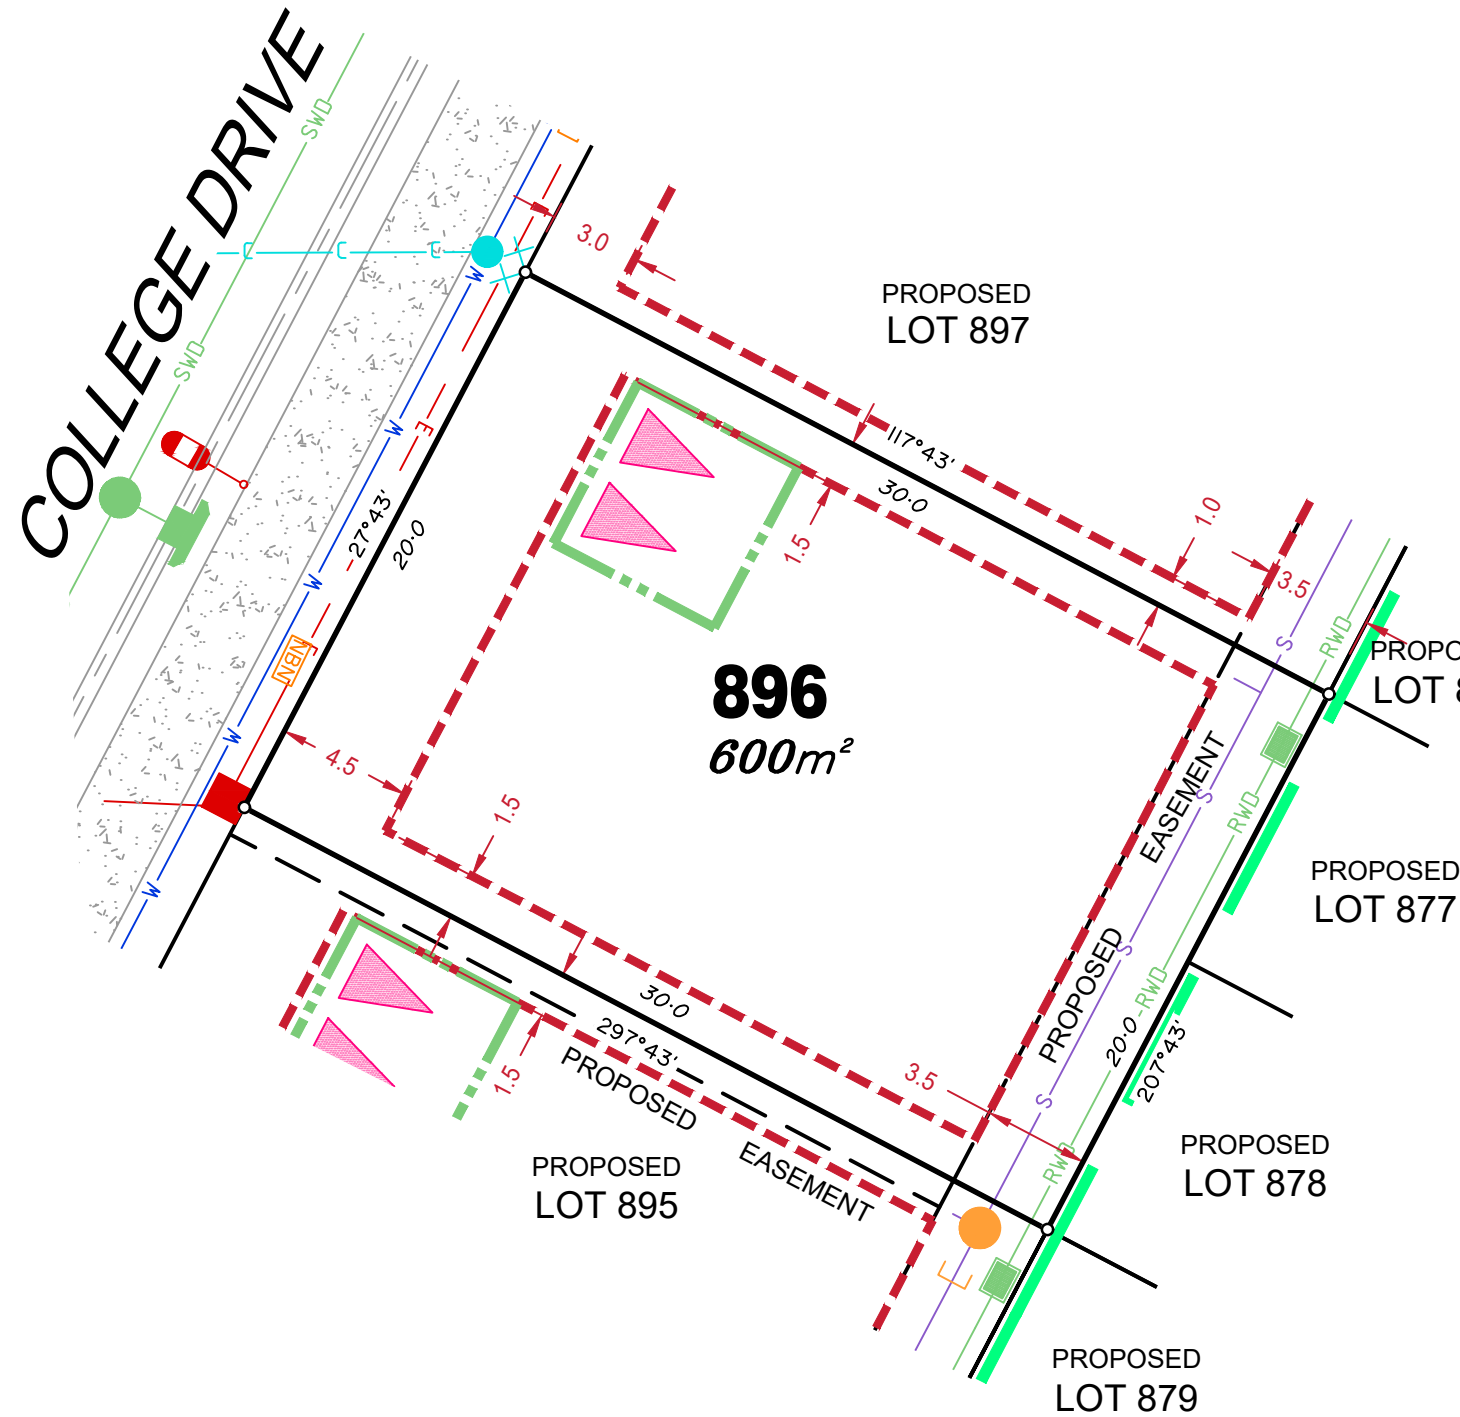 COLLEGE DRIVE
SWD
3.0
PROPOSED
LOT 897
C
C
C
W
SWD
W
E
117°43'
30·0
27°43'
20·0
1.5
1.0
3.5
W
NBN
S
RWD
PROPO
LOT 8
896
600m²
W
4.5
1.5
EASEMENT
S
RWD
W
PROPOSED
LOT 877
PROPOSED
S
RWD
30·0
20·0
207°43'
297°43'
1.5
3.5
S
PROPOSED
EASEMENT
RWD
PROPOSED
LOT 895
PROPOSED
LOT 878
PROPOSED
LOT 879